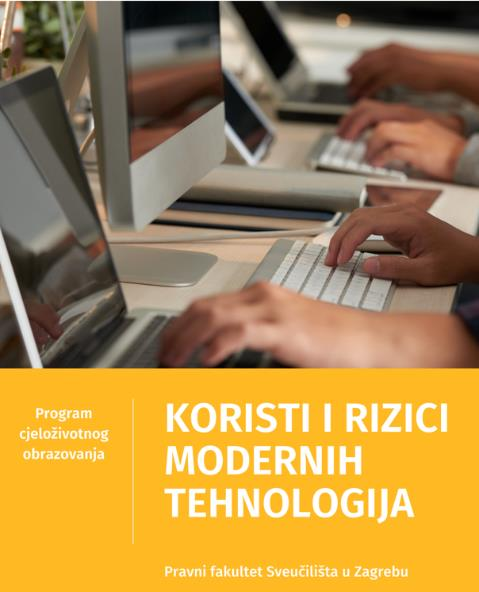 Program
cjeloživotnog
obrazovanja
KORISTI I RIZICI
MODERNIH
TEHNOLOGIJA
Pravni fakultet Sveučilišta u Zagrebu